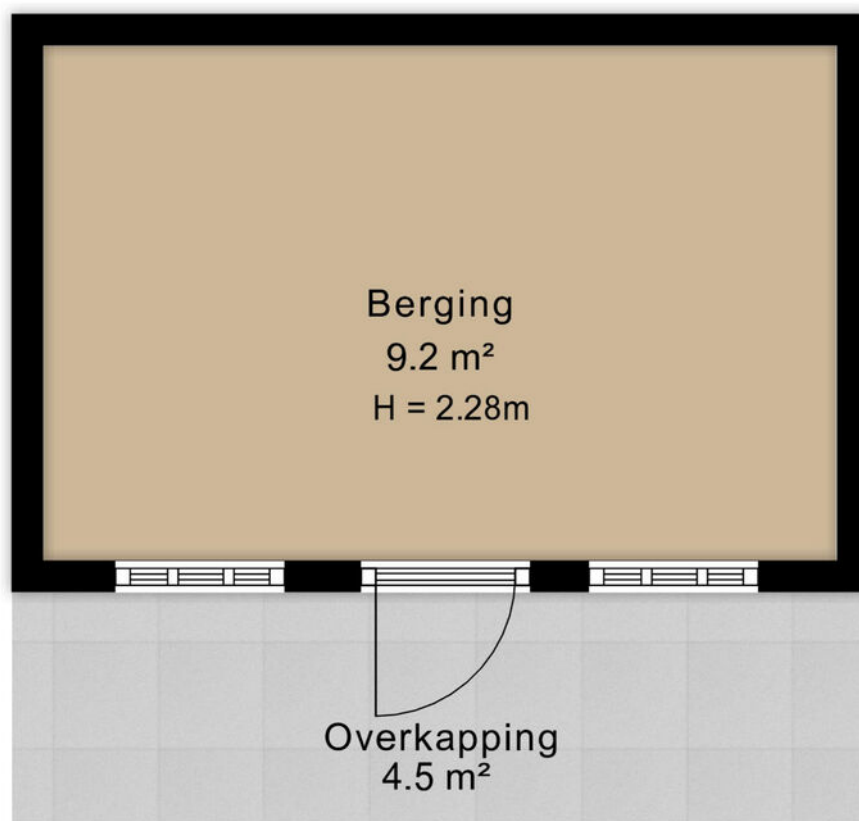 Berging
9.2 m²
H = 2.28m
Overkapping
4.5 m²